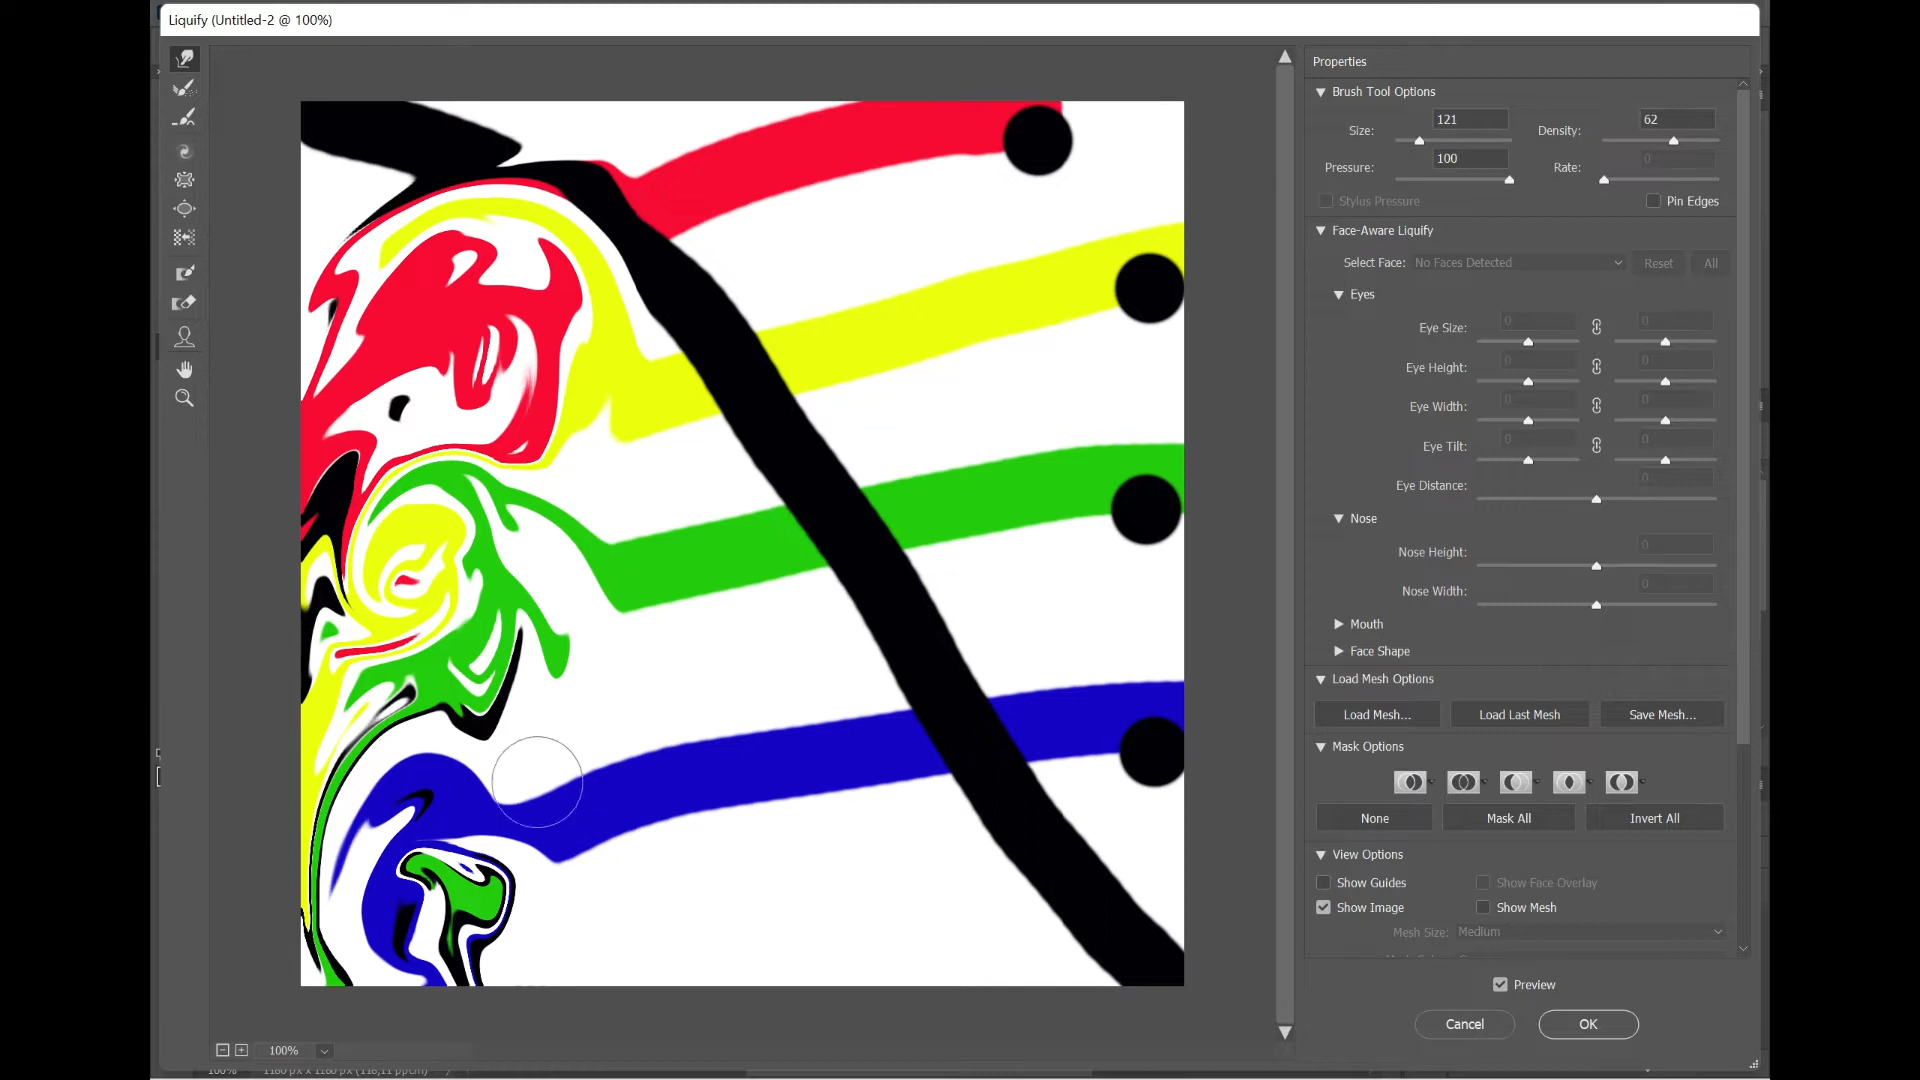 Liquify (Untitled-2 @ 100%)
Properties
Brush Tool Options
Size: 121 Density: 62
Pressure: 100 Rate: 0
Stylus Pressure Pin Edges
Face-Aware Liquify
Select Face: No Faces Detected Reset All
Eyes
Eye Size: 0 0
Eye Height: 0 0
Eye Width: 0 0
Eye Tilt: 0 0
Eye Distance: 0
Nose
Nose Height: 0
Nose Width: 0
Mouth
Face Shape
Load Mesh Options
Load Mesh... Load Last Mesh Save Mesh...
Mask Options
None Mask All Invert All
View Options
Show Guides Show Face Overlay
Show Image Show Mesh
Mesh Size: Medium
Preview
Cancel OK
100%
100% 1180 px x 1180 px (118,11 ppcm)